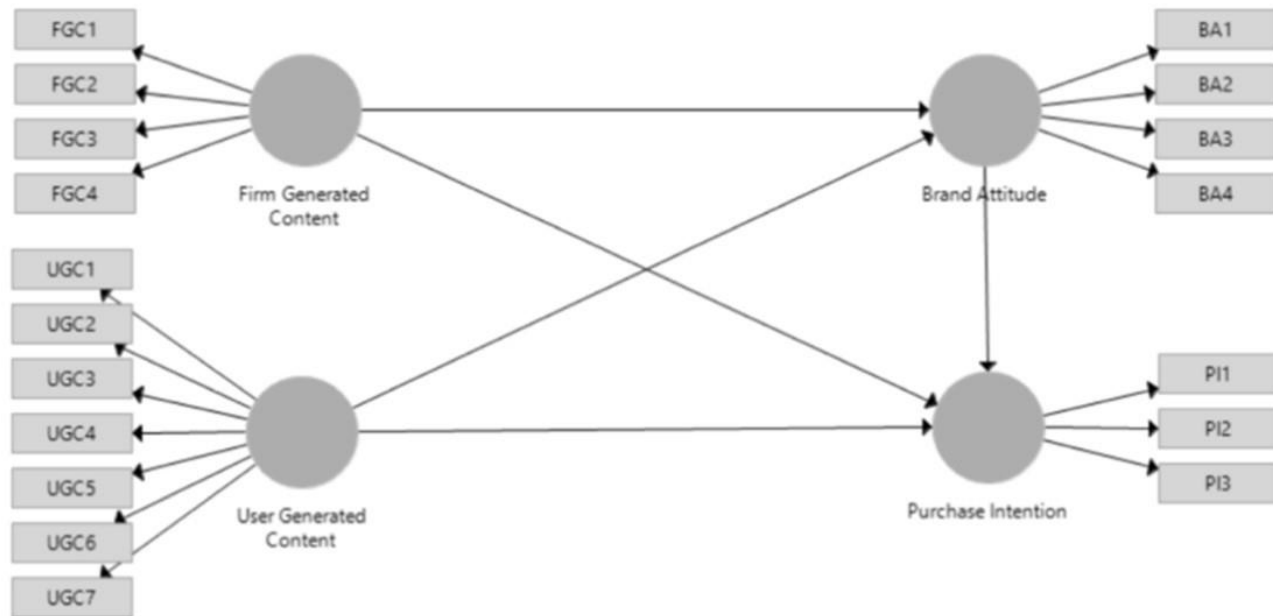 FGC1
FGC2
FGC3
FGC4
Firm Generated
Content
BA1
BA2
BA3
BA4
Brand Attitude
UGC1
UGC2
UGC3
UGC4
UGC5
UGC6
UGC7
User Generated
Content
PI1
PI2
PI3
Purchase Intention